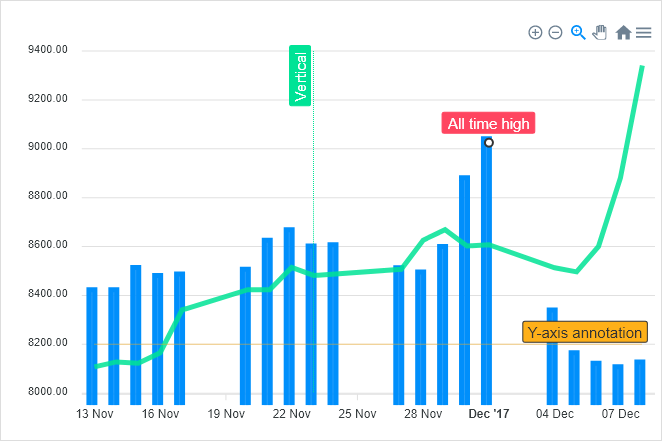 9400.00
9200.00
9000.00
8800.00
8600.00
8400.00
8200.00
8000.00
Vertical
All time high
Y-axis annotation
13 Nov 16 Nov 19 Nov 22 Nov 25 Nov 28 Nov Dec '17 04 Dec 07 Dec